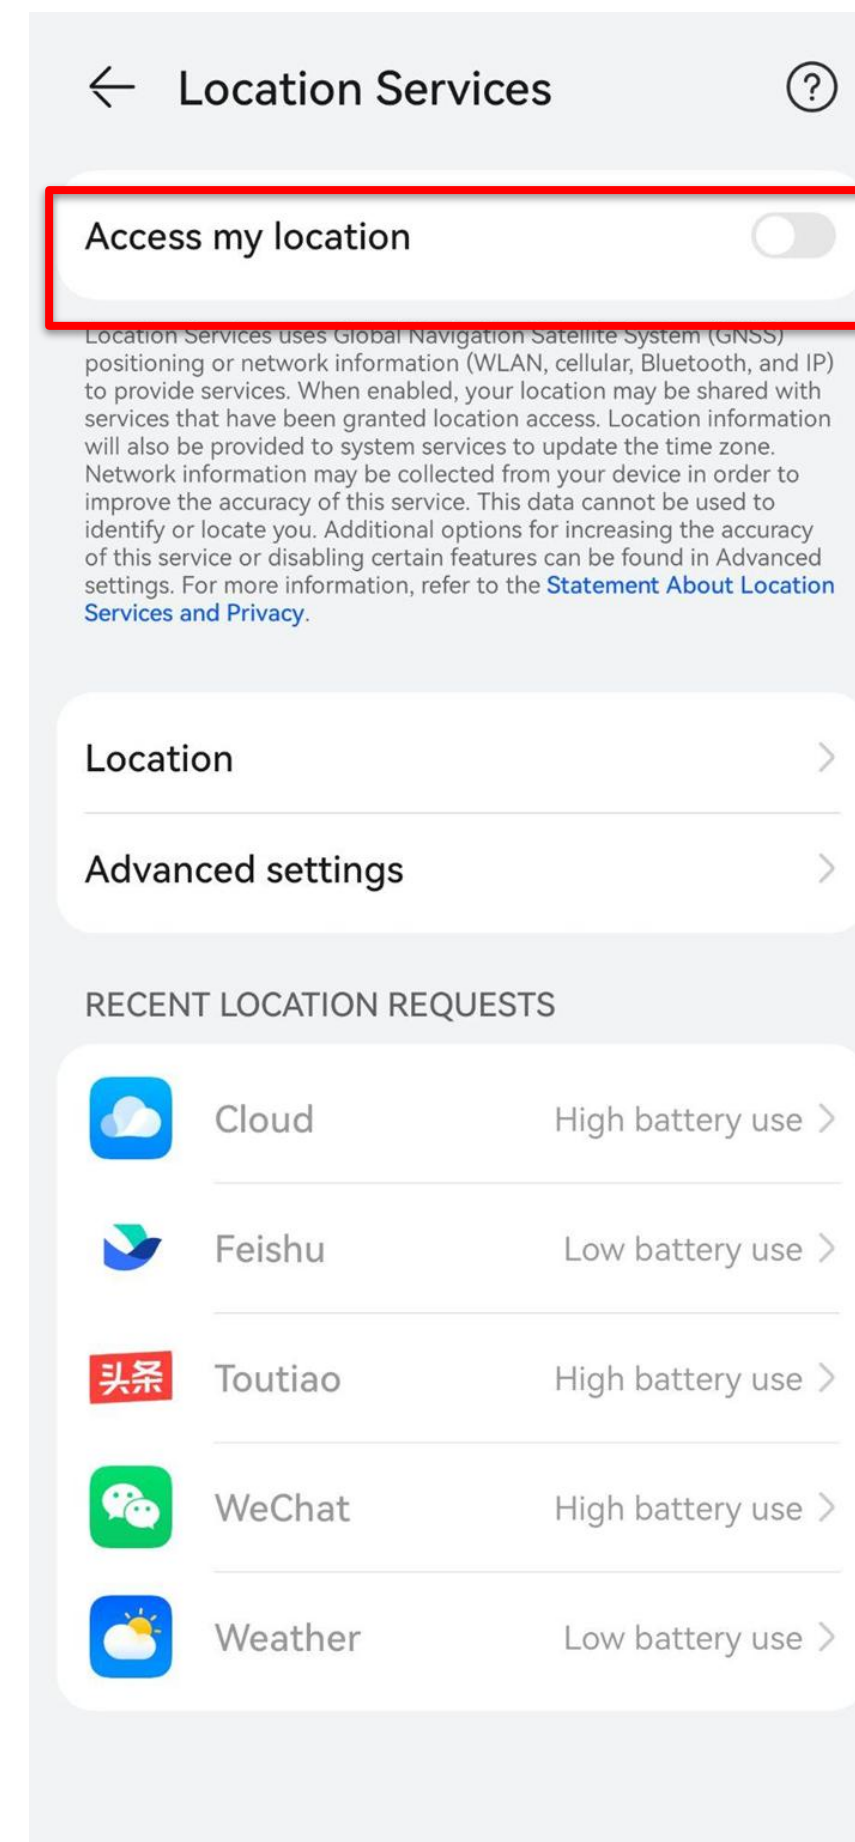 Location Services
?
Access my location
Location Services uses Global Navigation Satellite System (GNSS)
positioning or network information (WLAN, cellular, Bluetooth, and IP)
to provide services. When enabled, your location may be shared with
services that have been granted location access. Location information
will also be provided to system services to update the time zone.
Network information may be collected from your device in order to
improve the accuracy of this service. This data cannot be used to
identify or locate you. Additional options for increasing the accuracy
of this service or disabling certain features can be found in Advanced
settings. For more information, refer to the Statement About Location
Services and Privacy.
Location
Advanced settings
RECENT LOCATION REQUESTS
Cloud High battery use
Feishu Low battery use
头条 Toutiao High battery use
WeChat High battery use
Weather Low battery use